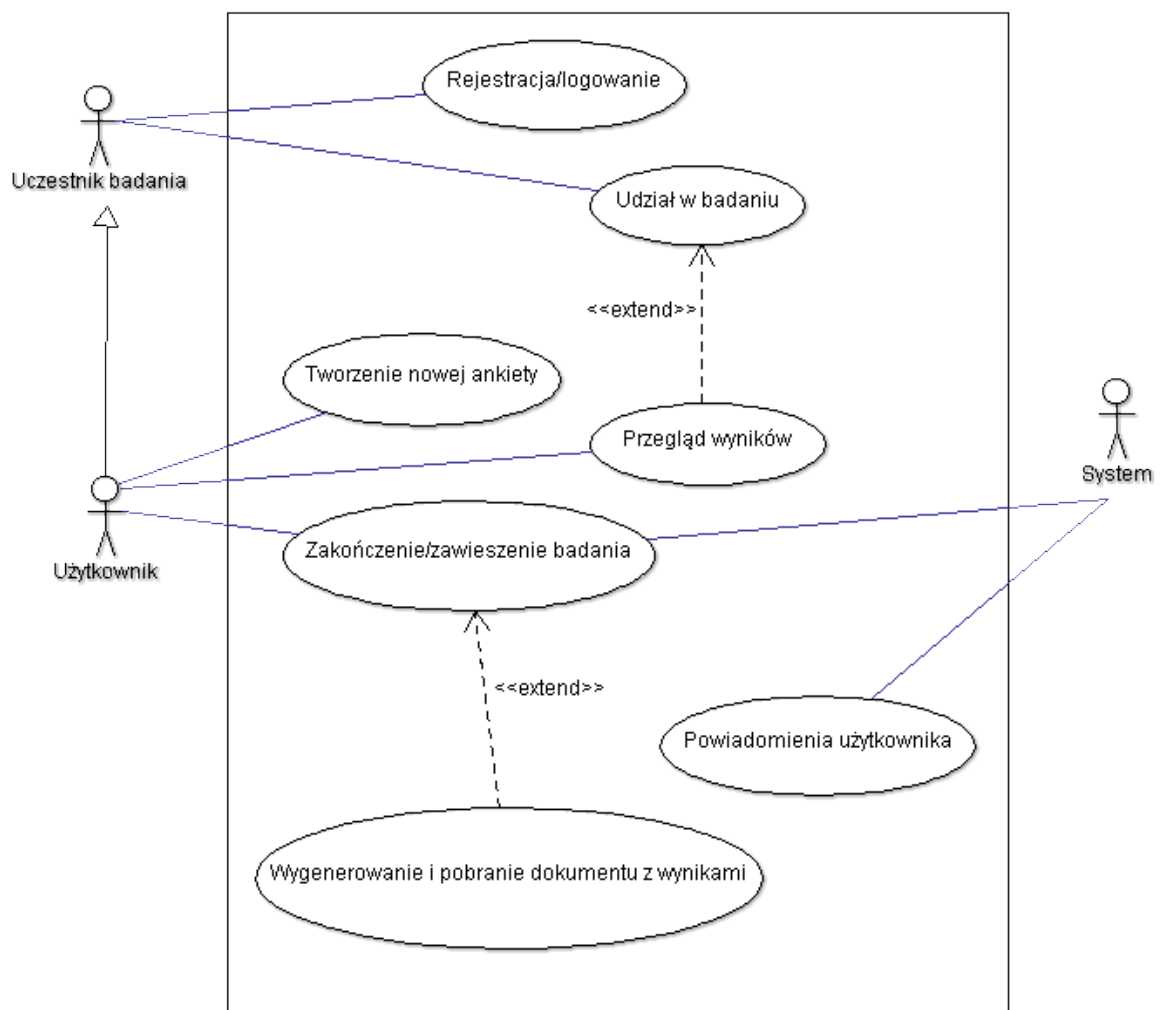 Rejestracja/logowanie
Uczestnik badania
Udział w badaniu
<<extend>>
Tworzenie nowej ankiety
Przegląd wyników
System
Zakończenie/zawieszenie badania
Użytkownik
<<extend>>
Powiadomienia użytkownika
Wygenerowanie i pobranie dokumentu z wynikami